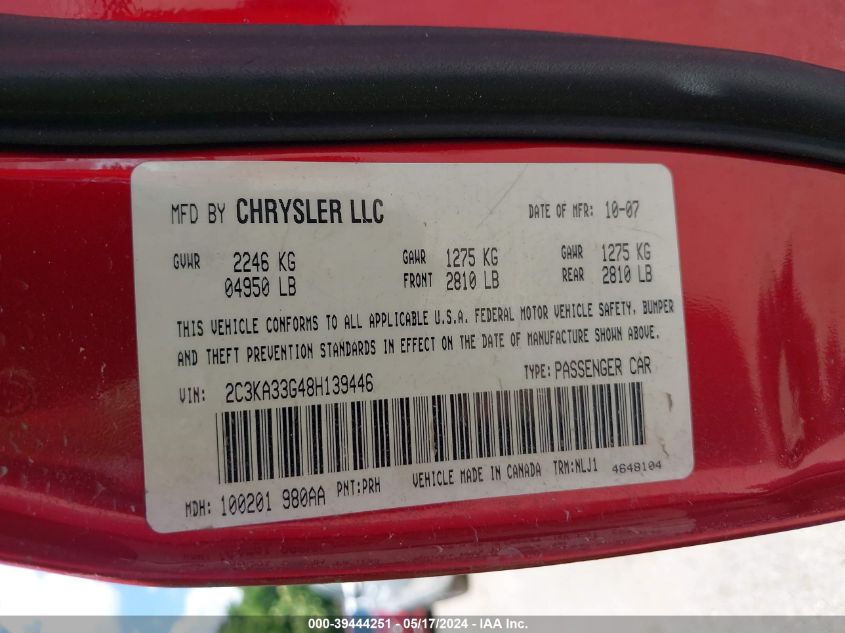 MFD BY CHRYSLER LLC DATE OF MFR: 10-07
GVWR 2246 KG GAWR 1275 KG GAWR 1275 KG
04950 LB FRONT 2810 LB REAR 2810 LB
THIS VEHICLE CONFORMS TO ALL APPLICABLE U.S.A. FEDERAL MOTOR VEHICLE SAFETY, BUMPER
AND THEFT PREVENTION STANDARDS IN EFFECT ON THE DATE OF MANUFACTURE SHOWN ABOVE.
VIN: 2C3KA33G48H139446 TYPE: PASSENGER CAR
MDH: 100201 980AA PNT:PRH VEHICLE MADE IN CANADA TRM:NLJ1 4648104
000-39444251 - 05/17/2024 - IAA Inc.